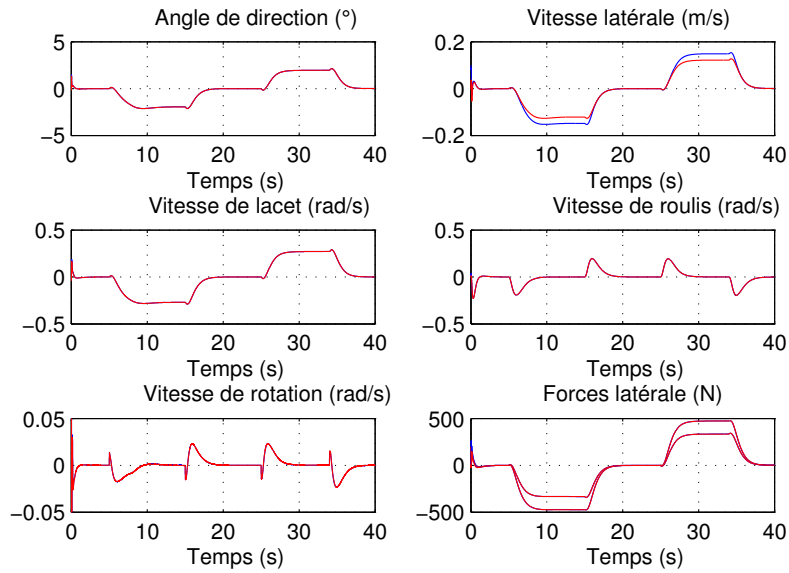 Angle de direction (°)
5
0
−5
0 10 20 30 40
Temps (s)
Vitesse latérale (m/s)
0.2
0
−0.2
0 10 20 30 40
Temps (s)
Vitesse de lacet (rad/s)
0.5
0
−0.5
0 10 20 30 40
Temps (s)
Vitesse de roulis (rad/s)
0.5
0
−0.5
0 10 20 30 40
Temps (s)
Vitesse de rotation (rad/s)
0.05
0
−0.05
0 10 20 30 40
Temps (s)
Forces latérale (N)
500
0
−500
0 10 20 30 40
Temps (s)